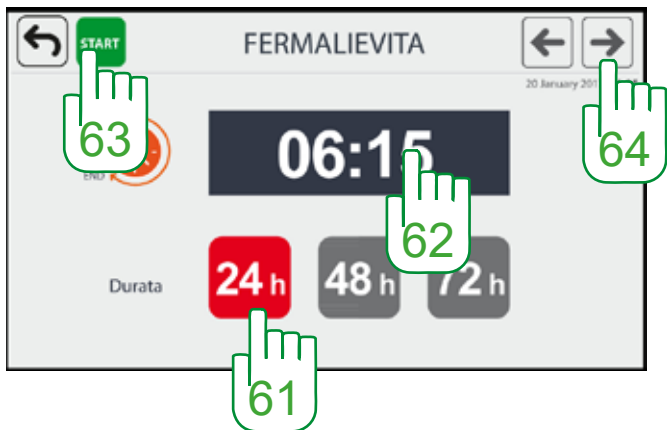 START
FERMALIEVITA
20 January 201
63
64
END
06:15
62
Durata
24 h
48 h
72 h
61